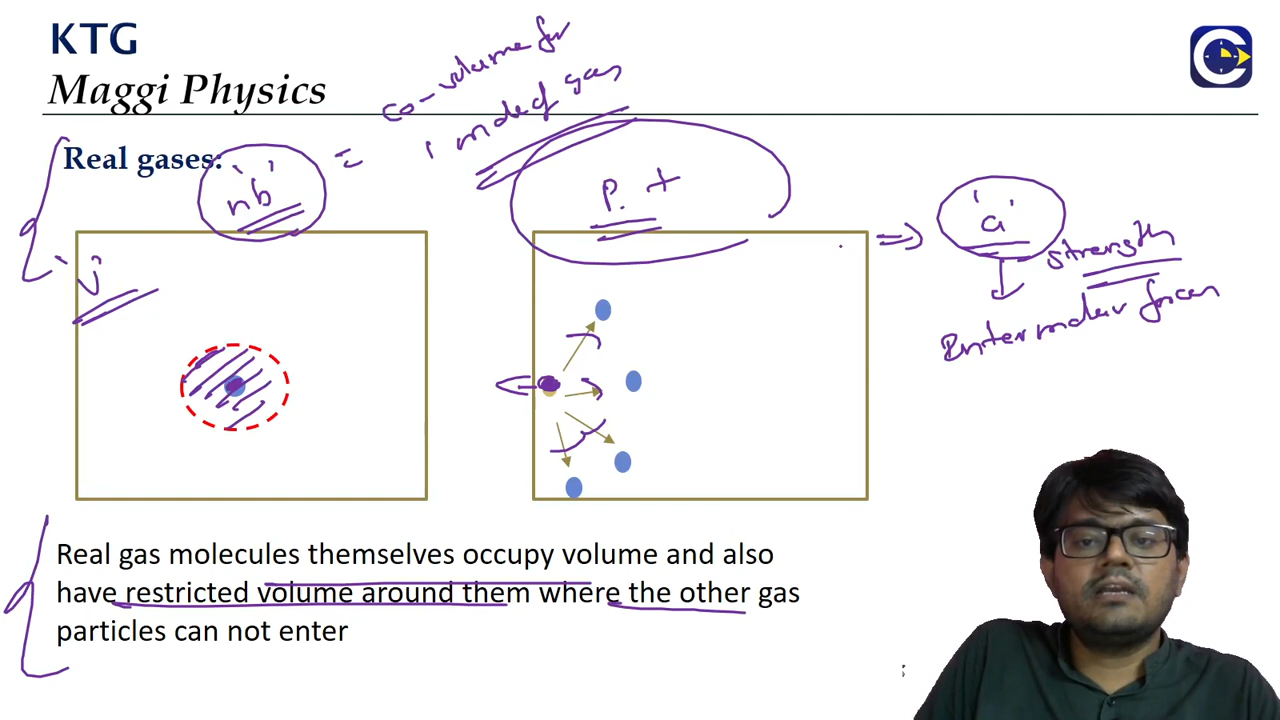 KTG
Maggi Physics
co-volume for
1 mole of gas
Real gases:
'nb' =
P +
⇒ 'a'
strength
Intermolecular forces
'V'
Real gas molecules themselves occupy volume and also
have restricted volume around them where the other gas
particles can not enter